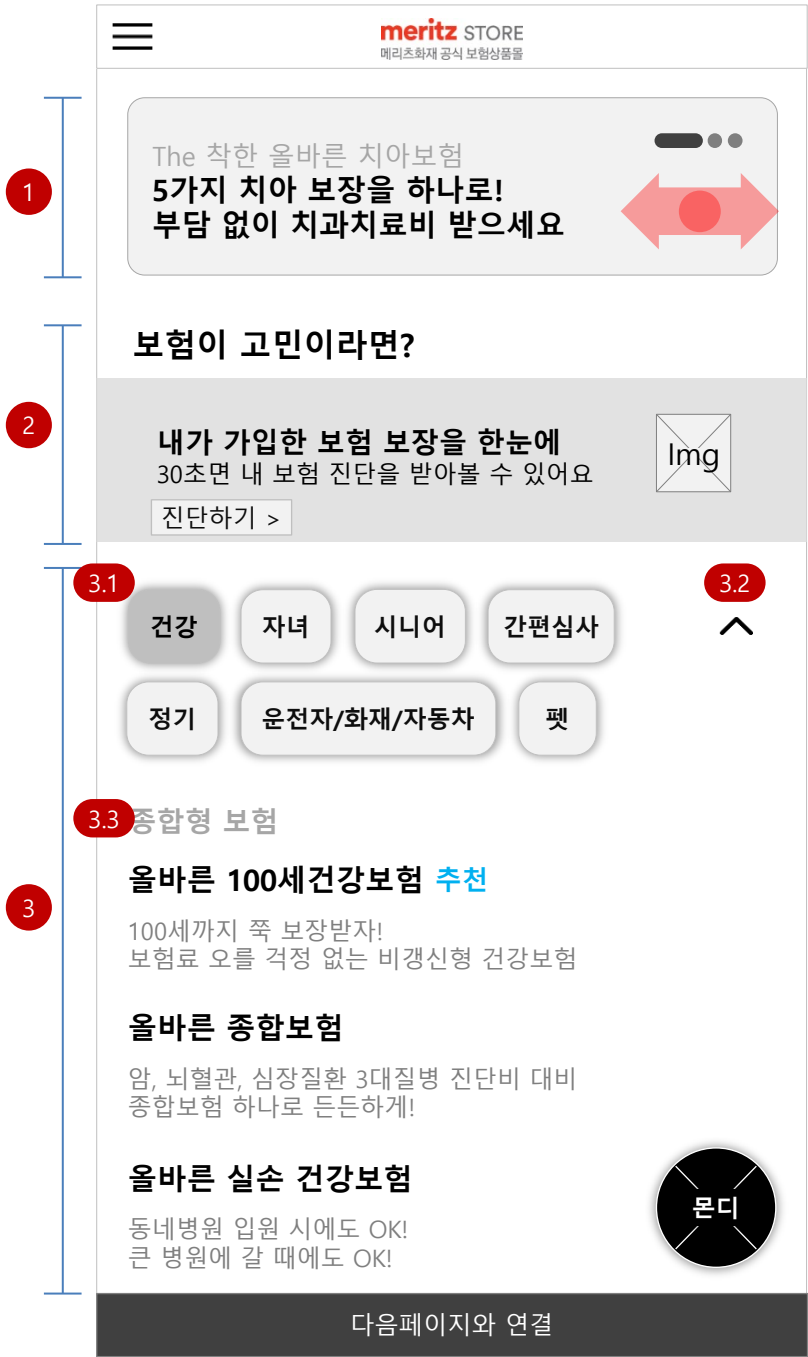 meritz STORE
메리츠화재 공식 보험상품몰
1
The 착한 올바른 치아보험
5가지 치아 보장을 하나로!
부담 없이 치과치료비 받으세요
보험이 고민이라면?
2
내가 가입한 보험 보장을 한눈에
30초면 내 보험 진단을 받아볼 수 있어요
진단하기 >
Img
3.1
3.2
건강 자녀 시니어 간편심사
정기 운전자/화재/자동차 펫
3.3 종합형 보험
올바른 100세건강보험 추천
3
100세까지 쭉 보장받자!
보험료 오를 걱정 없는 비갱신형 건강보험
올바른 종합보험
암, 뇌혈관, 심장질환 3대질병 진단비 대비
종합보험 하나로 든든하게!
올바른 실손 건강보험
동네병원 입원 시에도 OK!
큰 병원에 갈 때에도 OK!
몬디
다음페이지와 연결